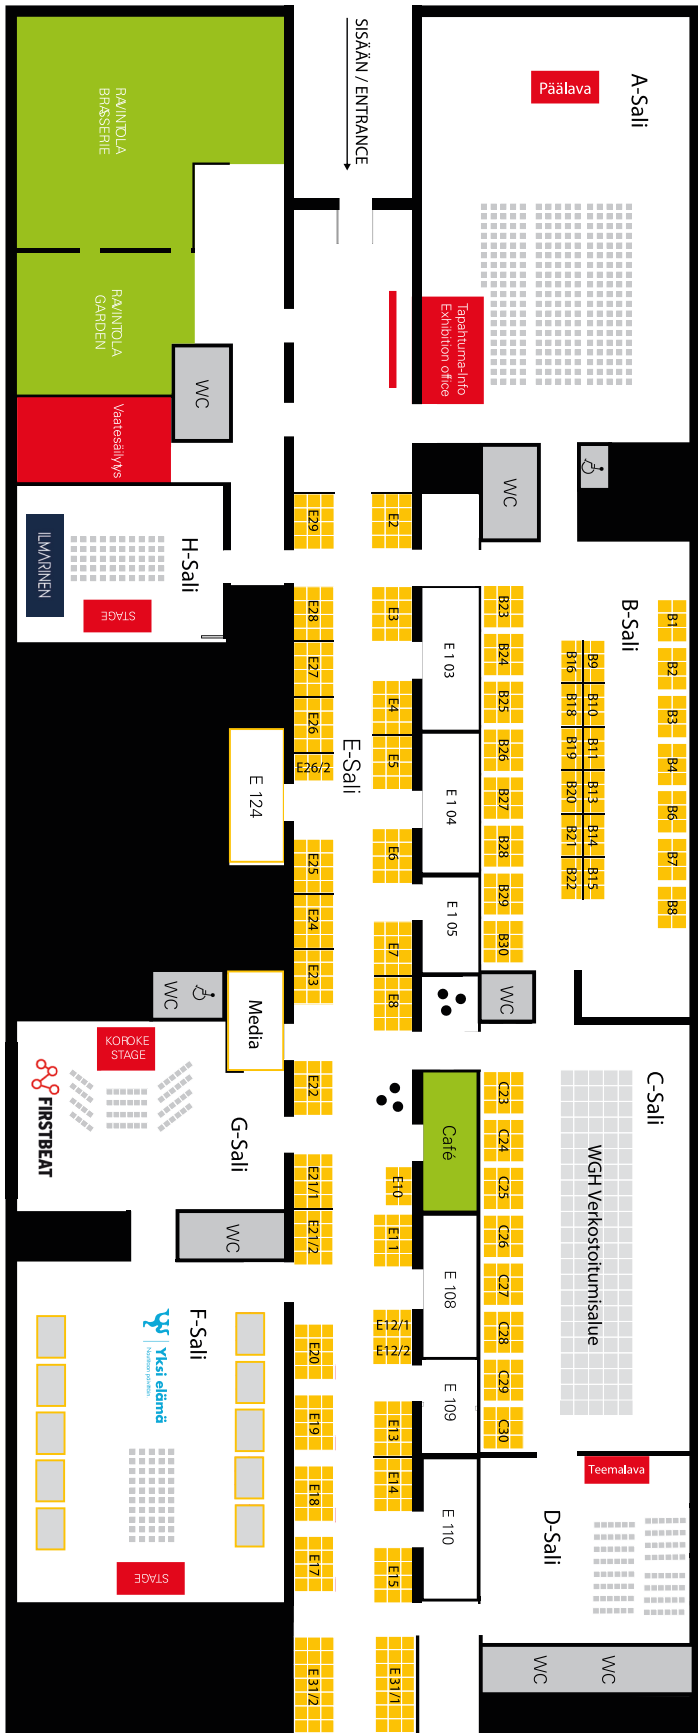 SISÄÄN / ENTRANCE
RAVINTOLA
BRASSERIE
RAVINTOLA
GARDEN
WC
Vaatesäilytys
A-Sali
Päälava
Tapahtuma-Info
Exhibition office
WC
H-Sali
ILMARINEN
STAGE
B-Sali
B1
B2
B3
B4
B6
B7
B8
B9
B10
B11
B13
B14
B15
B16
B18
B19
B20
B21
B22
B23
B24
B25
B26
B27
B28
B29
B30
WC
E-Sali
E29
E28
E27
E26
E26/2
E25
E24
E23
E22
E21/1
E21/2
E20
E19
E18
E17
E 31/2
E2
E3
E4
E5
E6
E7
E8
E10
E11
E12/1
E12/2
E13
E14
E15
E 31/1
E 103
E 104
E 105
Café
E 108
E 109
E 110
E 124
Media
WC
KOROKE
STAGE
FIRSTBEAT
G-Sali
WC
F-Sali
Yksi elämä
STAGE
C-Sali
WGH Verkostoitumisalue
C23
C24
C25
C26
C27
C28
C29
C30
D-Sali
Teemalava
WC
WC